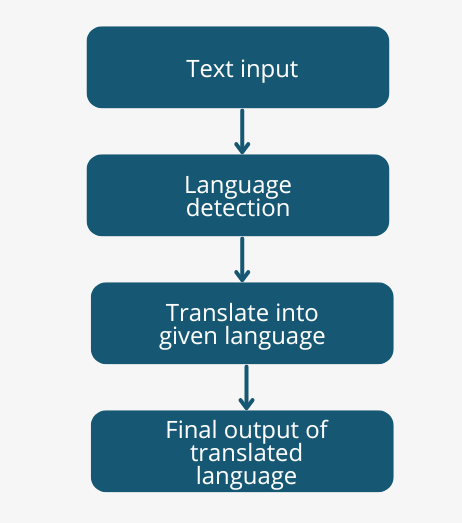 Text input
Language
detection
Translate into
given language
Final output of
translated
language